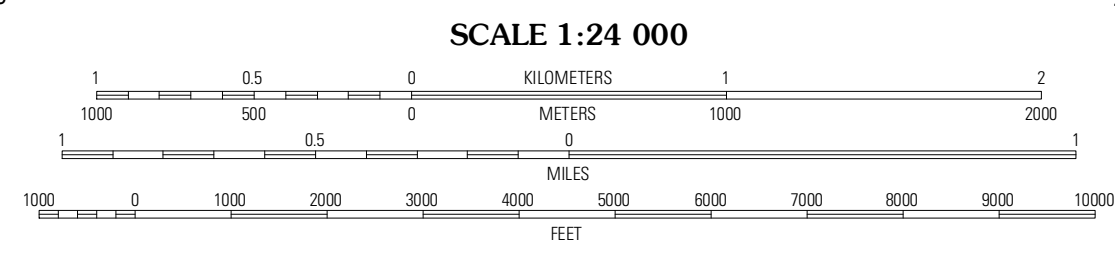 SCALE 1:24 000
1 0.5 0 KILOMETERS 1 2
1000 500 0 METERS 1000 2000
1 0.5 0 1
MILES
1000 0 1000 2000 3000 4000 5000 6000 7000 8000 9000 10000
FEET